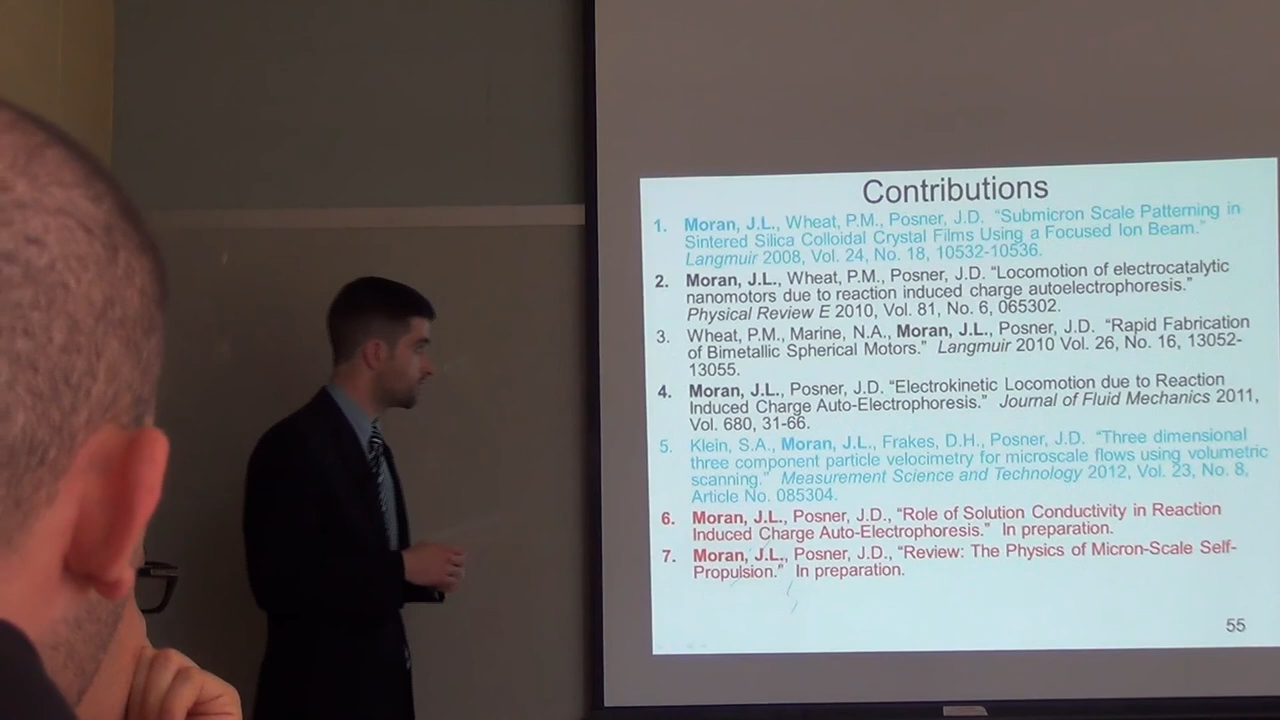 Contributions
1. Moran, J.L., Wheat, P.M., Posner, J.D. “Submicron Scale Patterning in
Sintered Silica Colloidal Crystal Films Using a Focused Ion Beam.”
Langmuir 2008, Vol. 24, No. 18, 10532-10536.
2. Moran, J.L., Wheat, P.M., Posner, J.D. “Locomotion of electrocatalytic
nanomotors due to reaction induced charge autoelectrophoresis.”
Physical Review E 2010, Vol. 81, No. 6, 065302.
3. Wheat, P.M., Marine, N.A., Moran, J.L., Posner, J.D. “Rapid Fabrication
of Bimetallic Spherical Motors.” Langmuir 2010 Vol. 26, No. 16, 13052-
13055.
4. Moran, J.L., Posner, J.D. “Electrokinetic Locomotion due to Reaction
Induced Charge Auto-Electrophoresis.” Journal of Fluid Mechanics 2011,
Vol. 680, 31-66.
5. Klein, S.A., Moran, J.L., Frakes, D.H., Posner, J.D. “Three dimensional
three component particle velocimetry for microscale flows using volumetric
scanning.” Measurement Science and Technology 2012, Vol. 23, No. 8,
Article No. 085304.
6. Moran, J.L., Posner, J.D., “Role of Solution Conductivity in Reaction
Induced Charge Auto-Electrophoresis.” In preparation.
7. Moran, J.L., Posner, J.D., “Review: The Physics of Micron-Scale Self-
Propulsion.” In preparation.
55